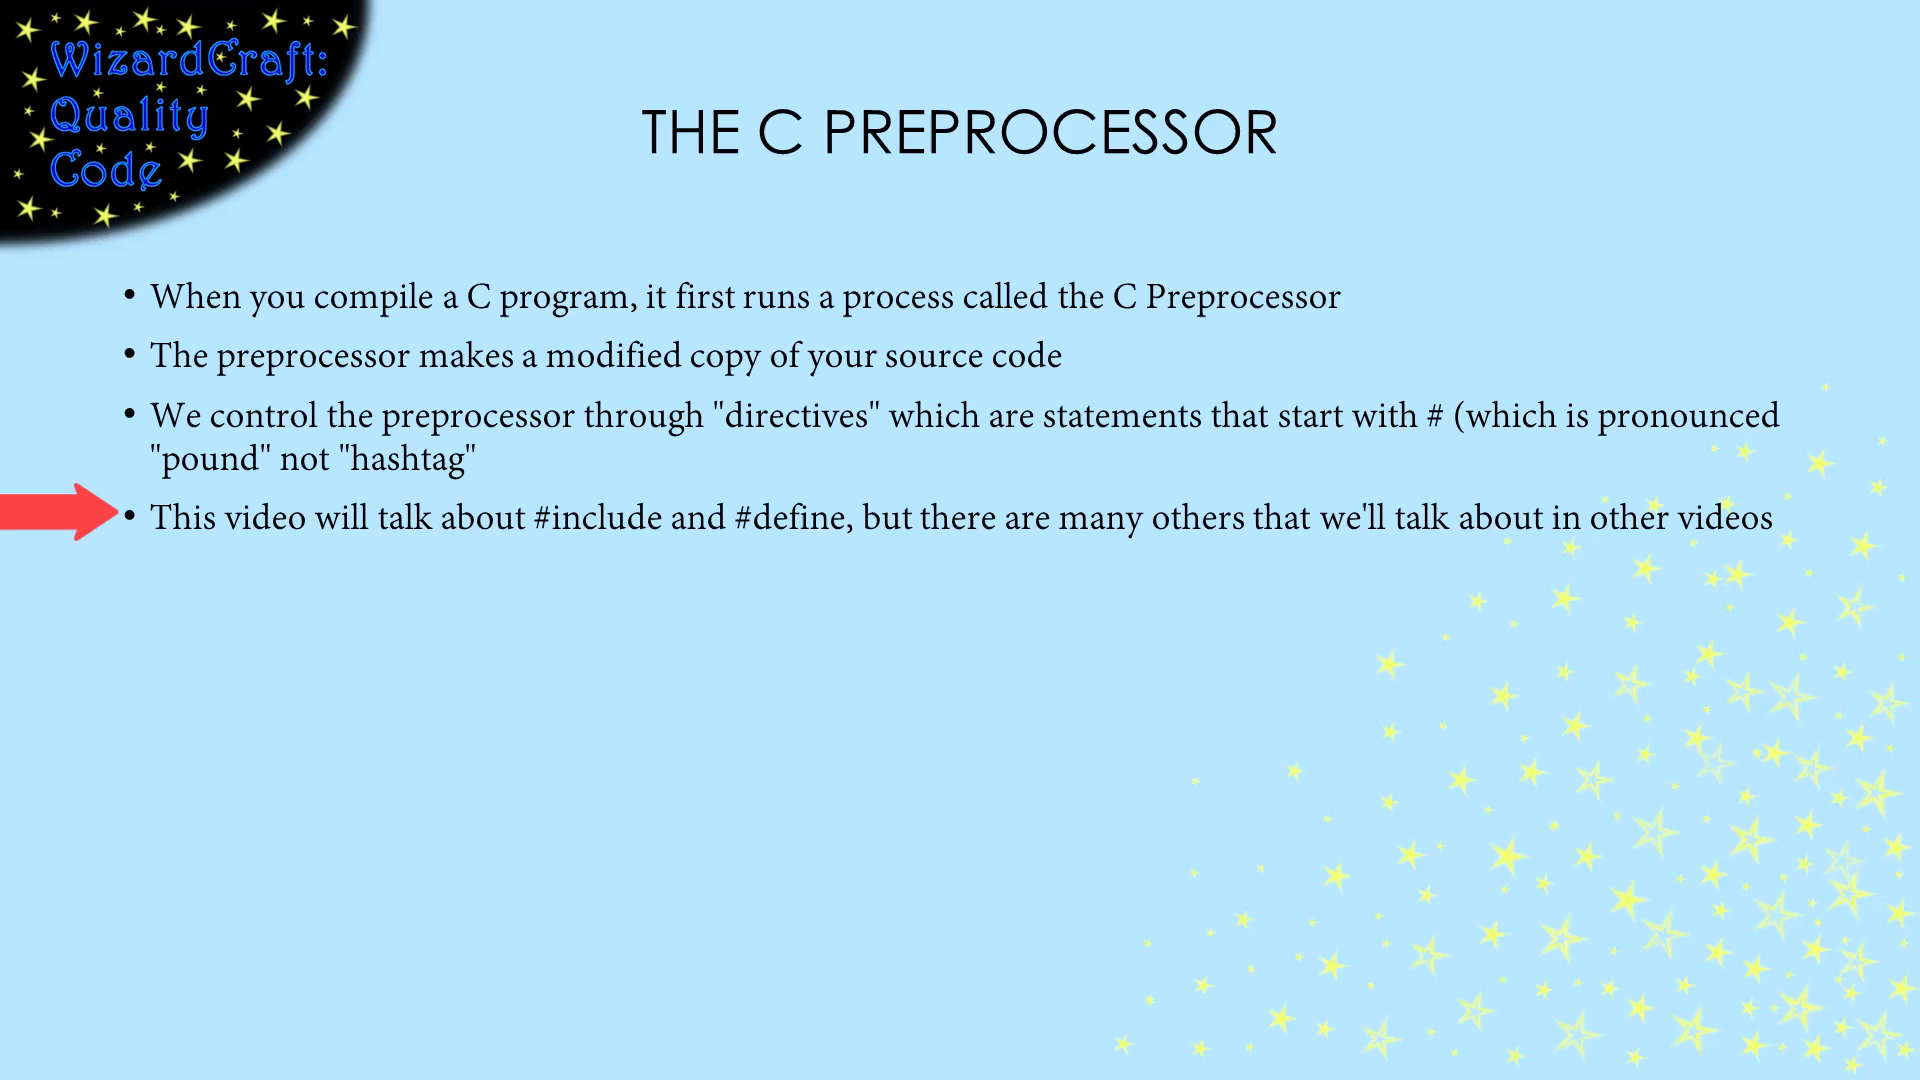 WizardCraft:
Quality
Code
THE C PREPROCESSOR
• When you compile a C program, it first runs a process called the C Preprocessor
• The preprocessor makes a modified copy of your source code
• We control the preprocessor through "directives" which are statements that start with # (which is pronounced
"pound" not "hashtag"
• This video will talk about #include and #define, but there are many others that we'll talk about in other videos